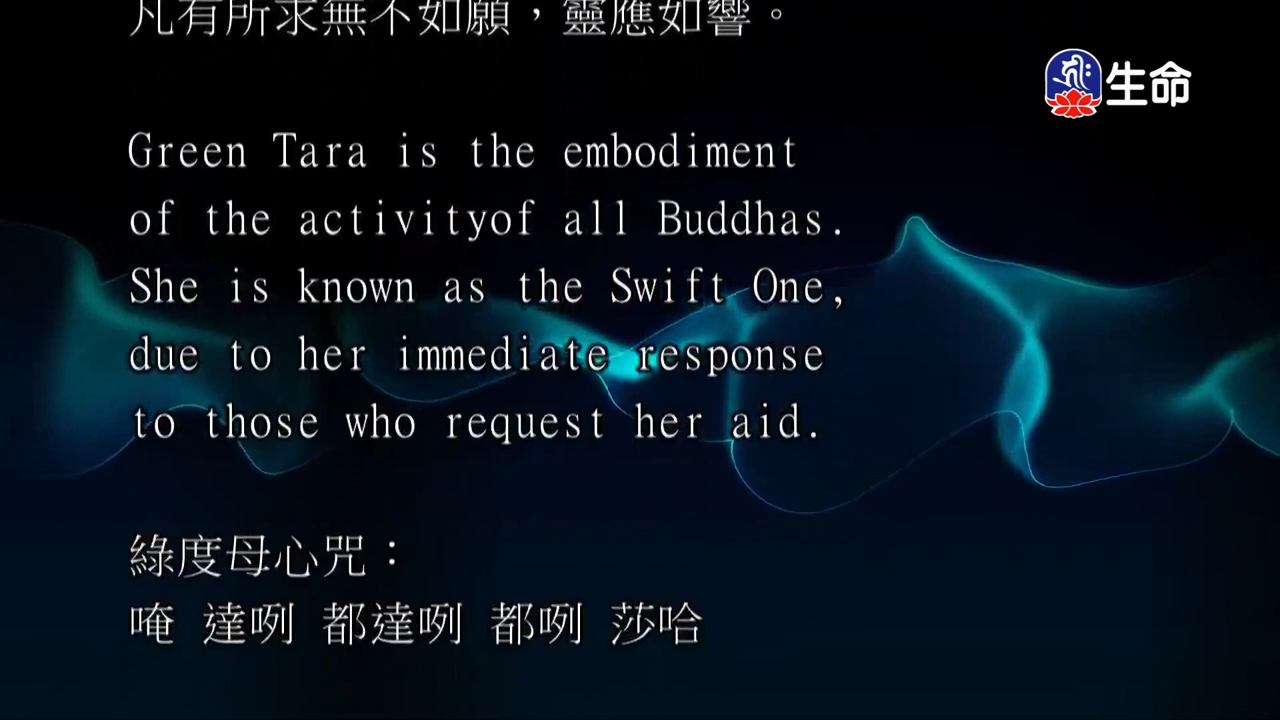 凡有所求無不如願，靈應如響。
生命
Green Tara is the embodiment
of the activityof all Buddhas.
She is known as the Swift One,
due to her immediate response
to those who request her aid.
綠度母心咒：
唵 達咧 都達咧 都咧 莎哈